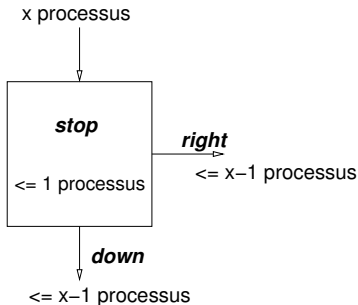 x processus
stop
right
<= 1 processus
<= x−1 processus
down
<= x−1 processus